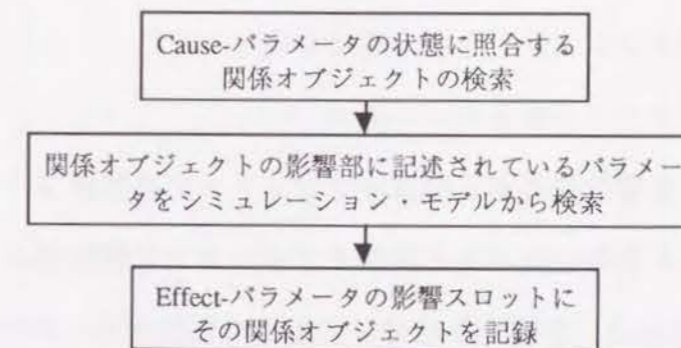 Cause-パラメータの状態に照合する
関係オブジェクトの検索
関係オブジェクトの影響部に記述されているパラメー
タをシミュレーション・モデルから検索
Effect-パラメータの影響スロットに
その関係オブジェクトを記録